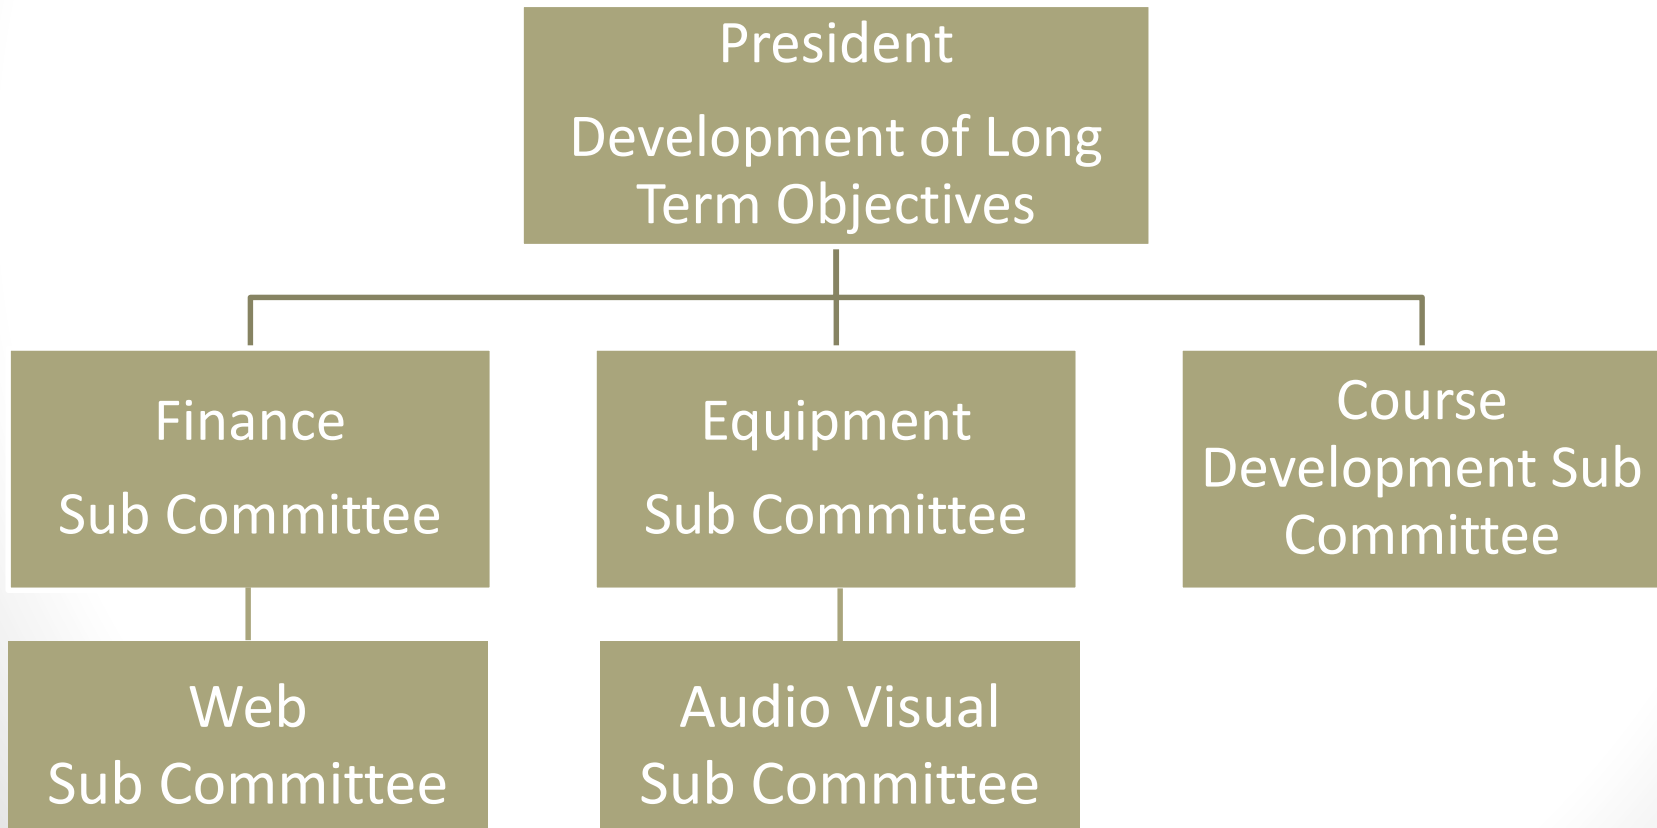 President
Development of Long
Term Objectives
Finance
Sub Committee
Equipment
Sub Committee
Course
Development Sub
Committee
Web
Sub Committee
Audio Visual
Sub Committee